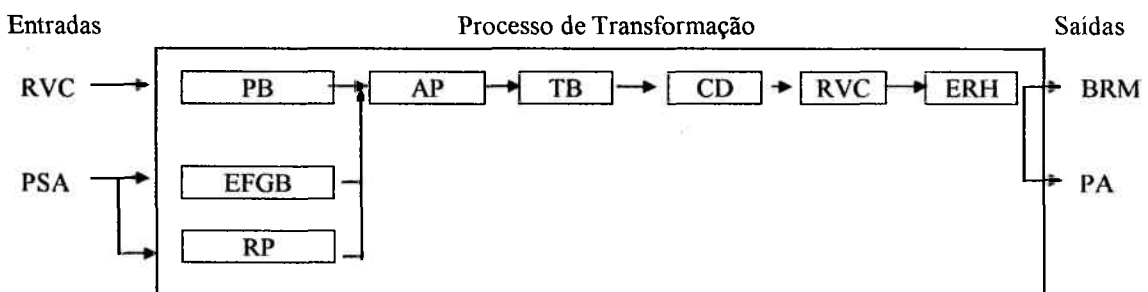 Entradas Processo de Transformação Saídas
RVC PB AP TB CD RVC ERH BRM
PSA EFGB PA
RP